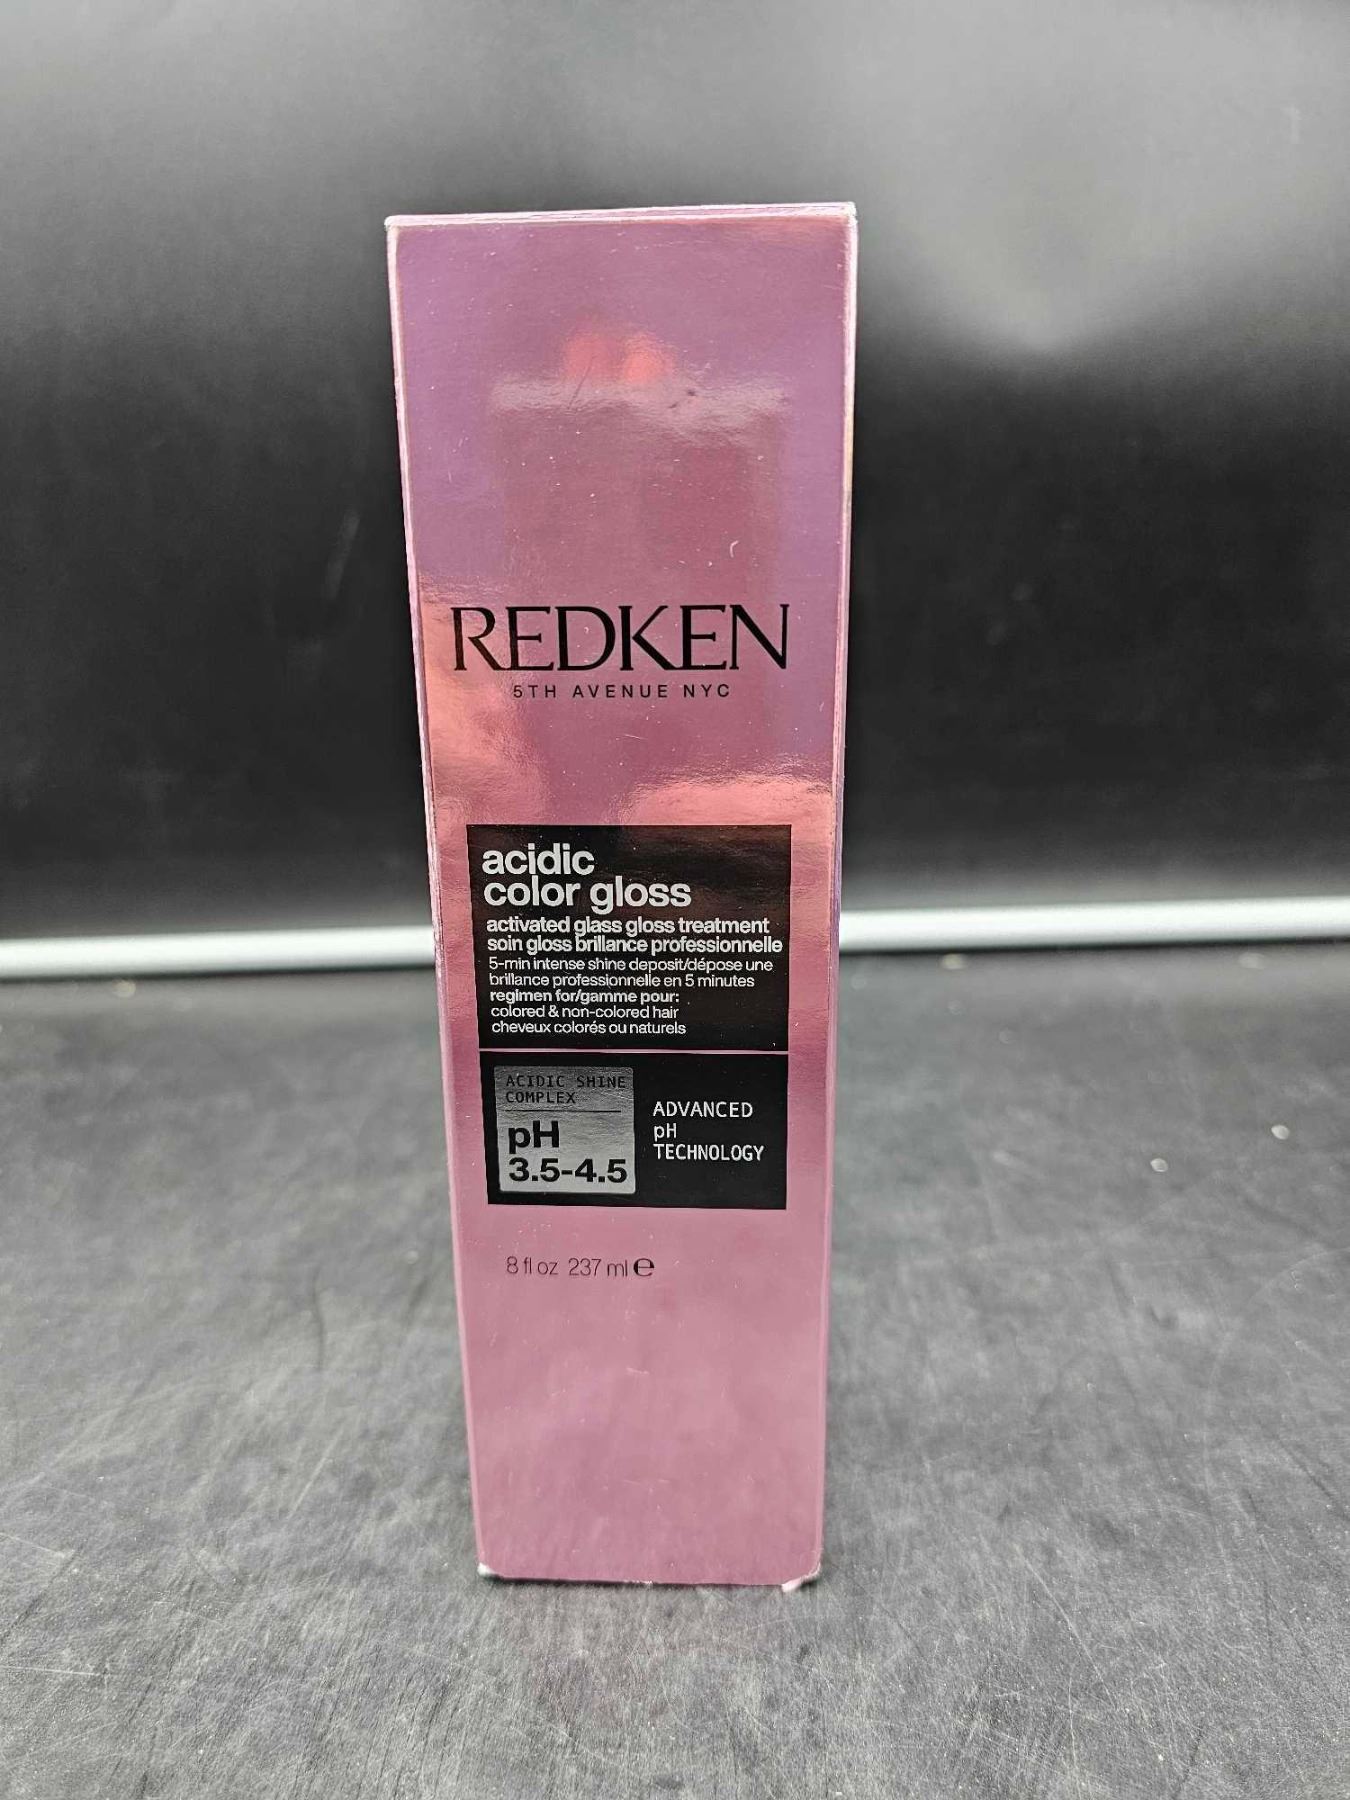 REDKEN
5TH AVENUE NYC
acidic
color gloss
activated glass gloss treatment
soin gloss brillance professionnelle
5-min intense shine deposit/dépose une
brillance professionnelle en 5 minutes
regimen for/gamme pour:
colored & non-colored hair
cheveux colorés ou naturels
ACIDIC SHINE
COMPLEX
pH
3.5-4.5
ADVANCED
pH
TECHNOLOGY
8 fl oz 237 ml ℮